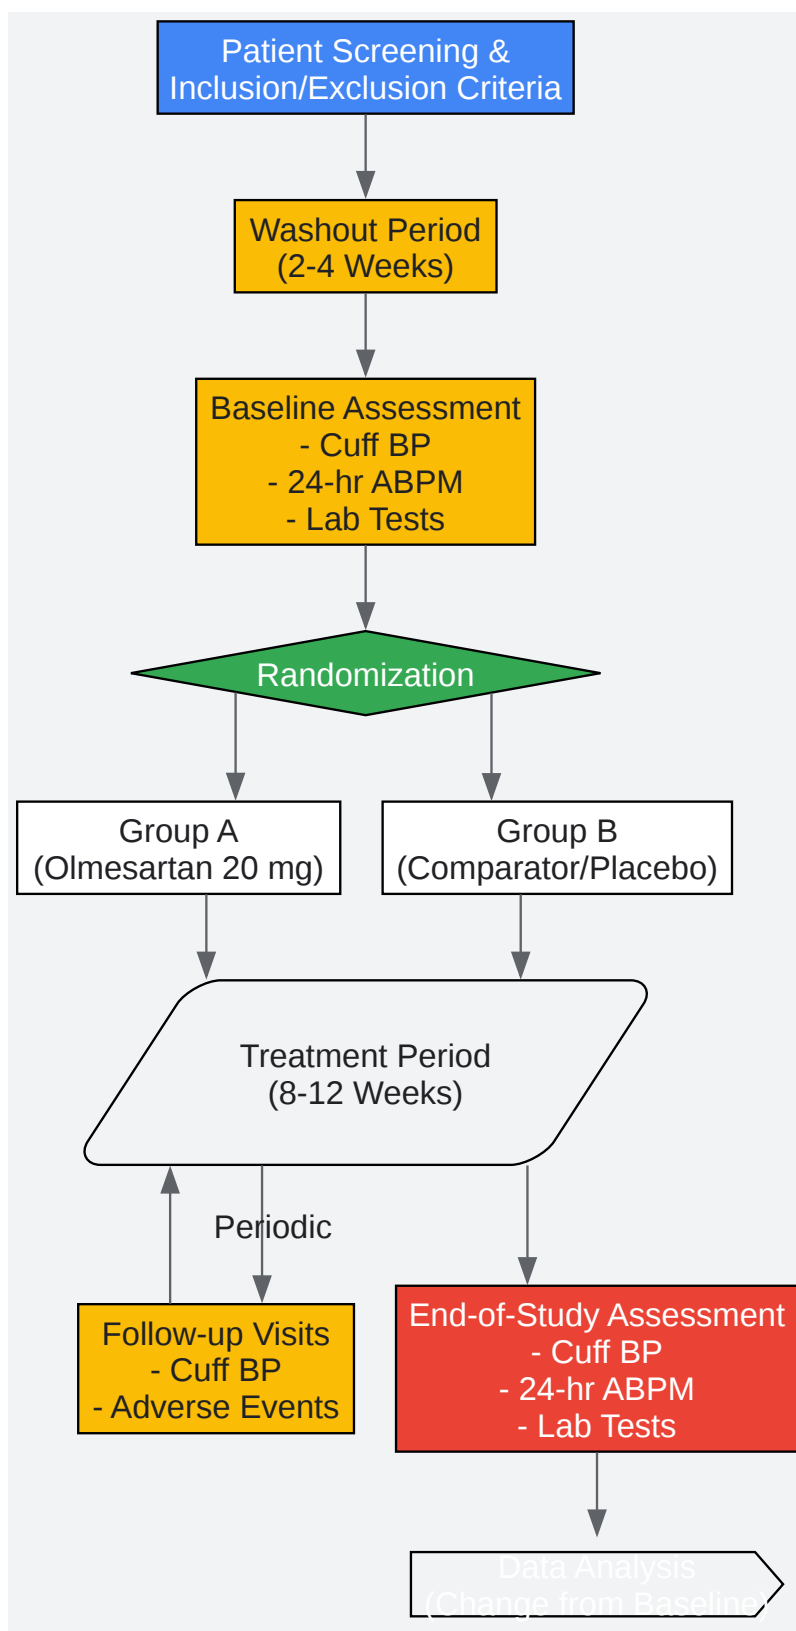 Patient Screening &
Inclusion/Exclusion Criteria
Washout Period
(2-4 Weeks)
Baseline Assessment
- Cuff BP
- 24-hr ABPM
- Lab Tests
Randomization
Group A
(Olmesartan 20 mg)
Group B
(Comparator/Placebo)
Treatment Period
(8-12 Weeks)
Periodic
Follow-up Visits
- Cuff BP
- Adverse Events
End-of-Study Assessment
- Cuff BP
- 24-hr ABPM
- Lab Tests
Data Analysis
(Change from Baseline)